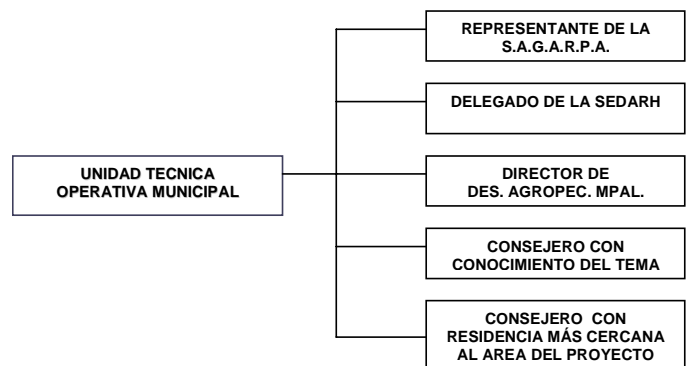 REPRESENTANTE DE LA
S.A.G.A.R.P.A.
DELEGADO DE LA SEDARH
UNIDAD TECNICA
OPERATIVA MUNICIPAL
DIRECTOR DE
DES. AGROPEC. MPAL.
CONSEJERO CON
CONOCIMIENTO DEL TEMA
CONSEJERO CON
RESIDENCIA MÁS CERCANA
AL AREA DEL PROYECTO